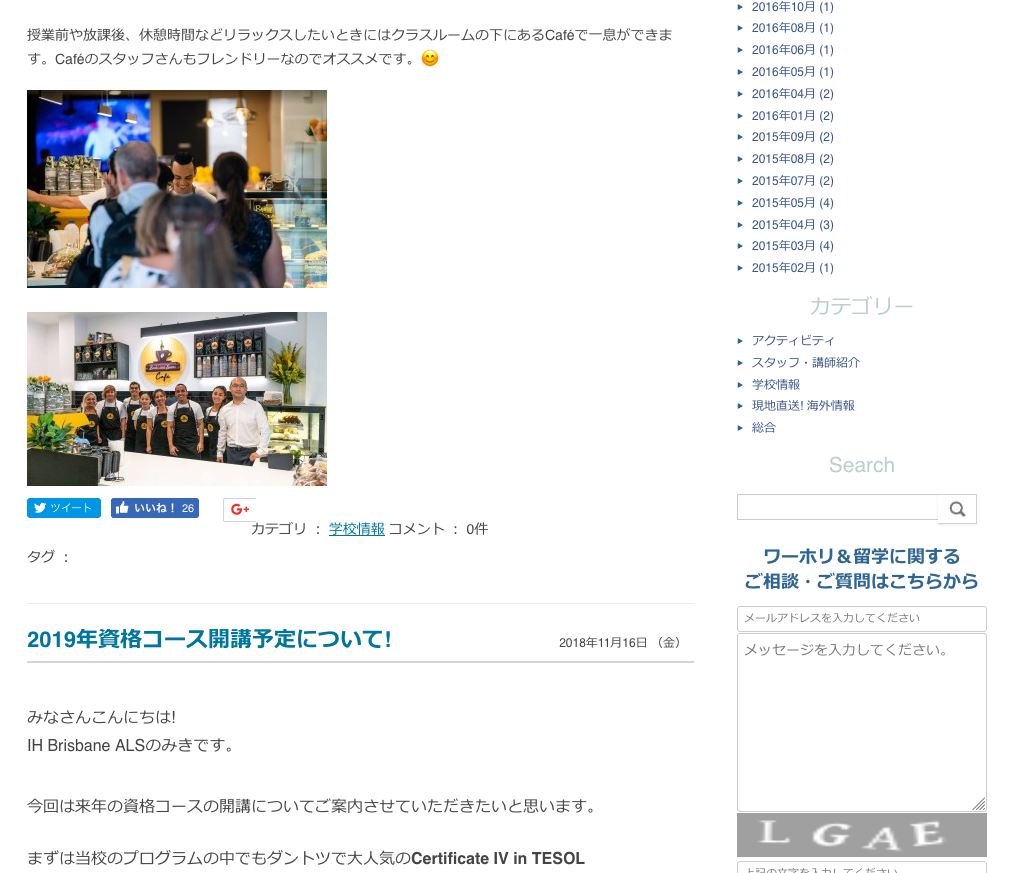 授業前や放課後、休憩時間などリラックスしたいときにはクラスルームの下にあるCaféで一息ができま
す。Caféのスタッフさんもフレンドリーなのでオススメです。😊
Café
ツイート
いいね！ 26
G+
カテゴリ ： 学校情報 コメント ： 0件
タグ ：
2019年資格コース開講予定について!
2018年11月16日 （金）
みなさんこんにちは!
IH Brisbane ALSのみきです。
今回は来年の資格コースの開講についてご案内させていただきたいと思います。
まずは当校のプログラムの中でもダントツで大人気のCertificate IV in TESOL
2016年10月 (1)
2016年08月 (1)
2016年06月 (1)
2016年05月 (1)
2016年04月 (2)
2016年01月 (2)
2015年09月 (2)
2015年08月 (2)
2015年07月 (2)
2015年05月 (4)
2015年04月 (3)
2015年03月 (4)
2015年02月 (1)
カテゴリー
アクティビティ
スタッフ・講師紹介
学校情報
現地直送! 海外情報
総合
Search
ワーホリ＆留学に関する
ご相談・ご質問はこちらから
メールアドレスを入力してください
メッセージを入力してください。
L G A E
上記の文字を入力してください